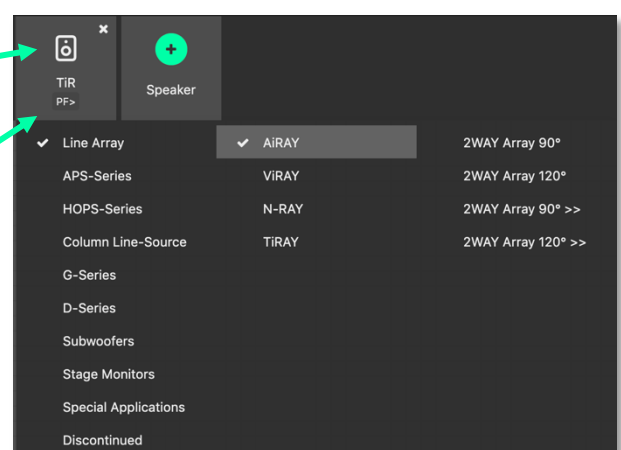 TiR
PF>
Speaker
Line Array
APS-Series
HOPS-Series
Column Line-Source
G-Series
D-Series
Subwoofers
Stage Monitors
Special Applications
Discontinued
AiRAY
ViRAY
N-RAY
TiRAY
2WAY Array 90°
2WAY Array 120°
2WAY Array 90° >>
2WAY Array 120° >>